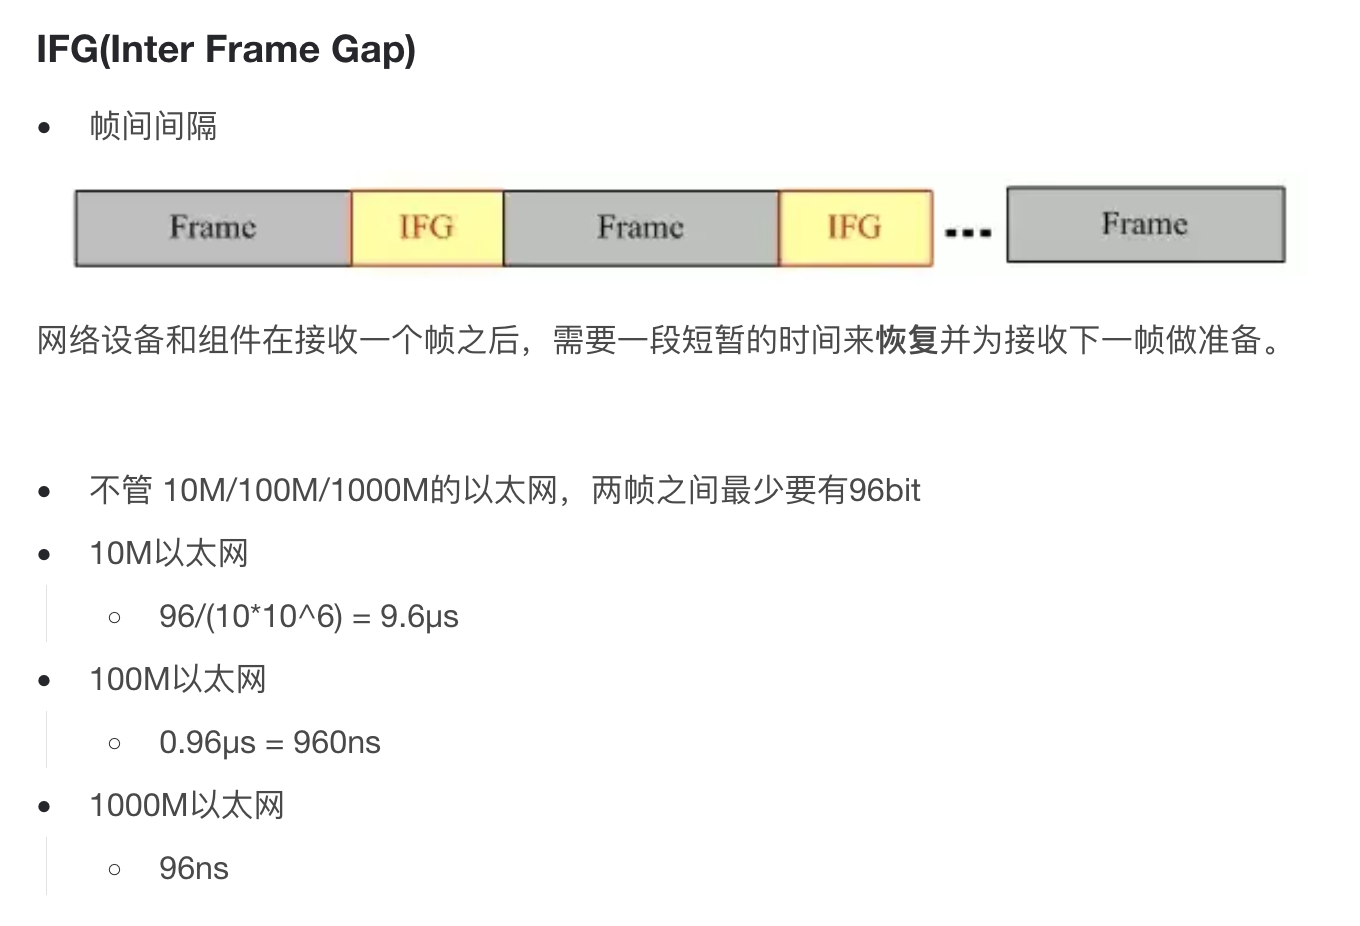 IFG(Inter Frame Gap)
• 帧间间隔
Frame IFG Frame IFG ... Frame
网络设备和组件在接收一个帧之后，需要一段短暂的时间来恢复并为接收下一帧做准备。
• 不管 10M/100M/1000M的以太网，两帧之间最少要有96bit
• 10M以太网
○ 96/(10*10^6) = 9.6μs
• 100M以太网
○ 0.96μs = 960ns
• 1000M以太网
○ 96ns